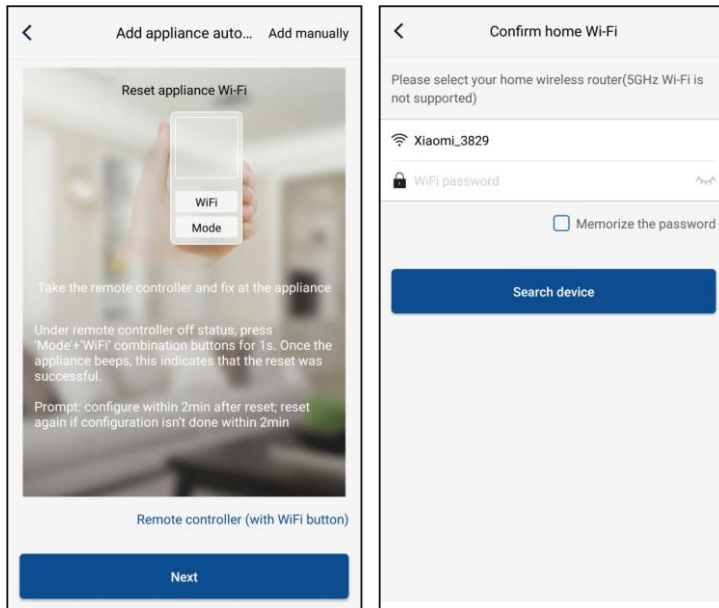 Add appliance auto... Add manually
Reset appliance Wi-Fi
WiFi
Mode
Take the remote controller and fix at the appliance
Under remote controller off status, press
'Mode'+'WiFi' combination buttons for 1s. Once the
appliance beeps, this indicates that the reset was
successful.
Prompt: configure within 2min after reset; reset
again if configuration isn't done within 2min
Remote controller (with WiFi button)
Next
Confirm home Wi-Fi
Please select your home wireless router(5GHz Wi-Fi is
not supported)
Xiaomi_3829
WiFi password
Memorize the password
Search device